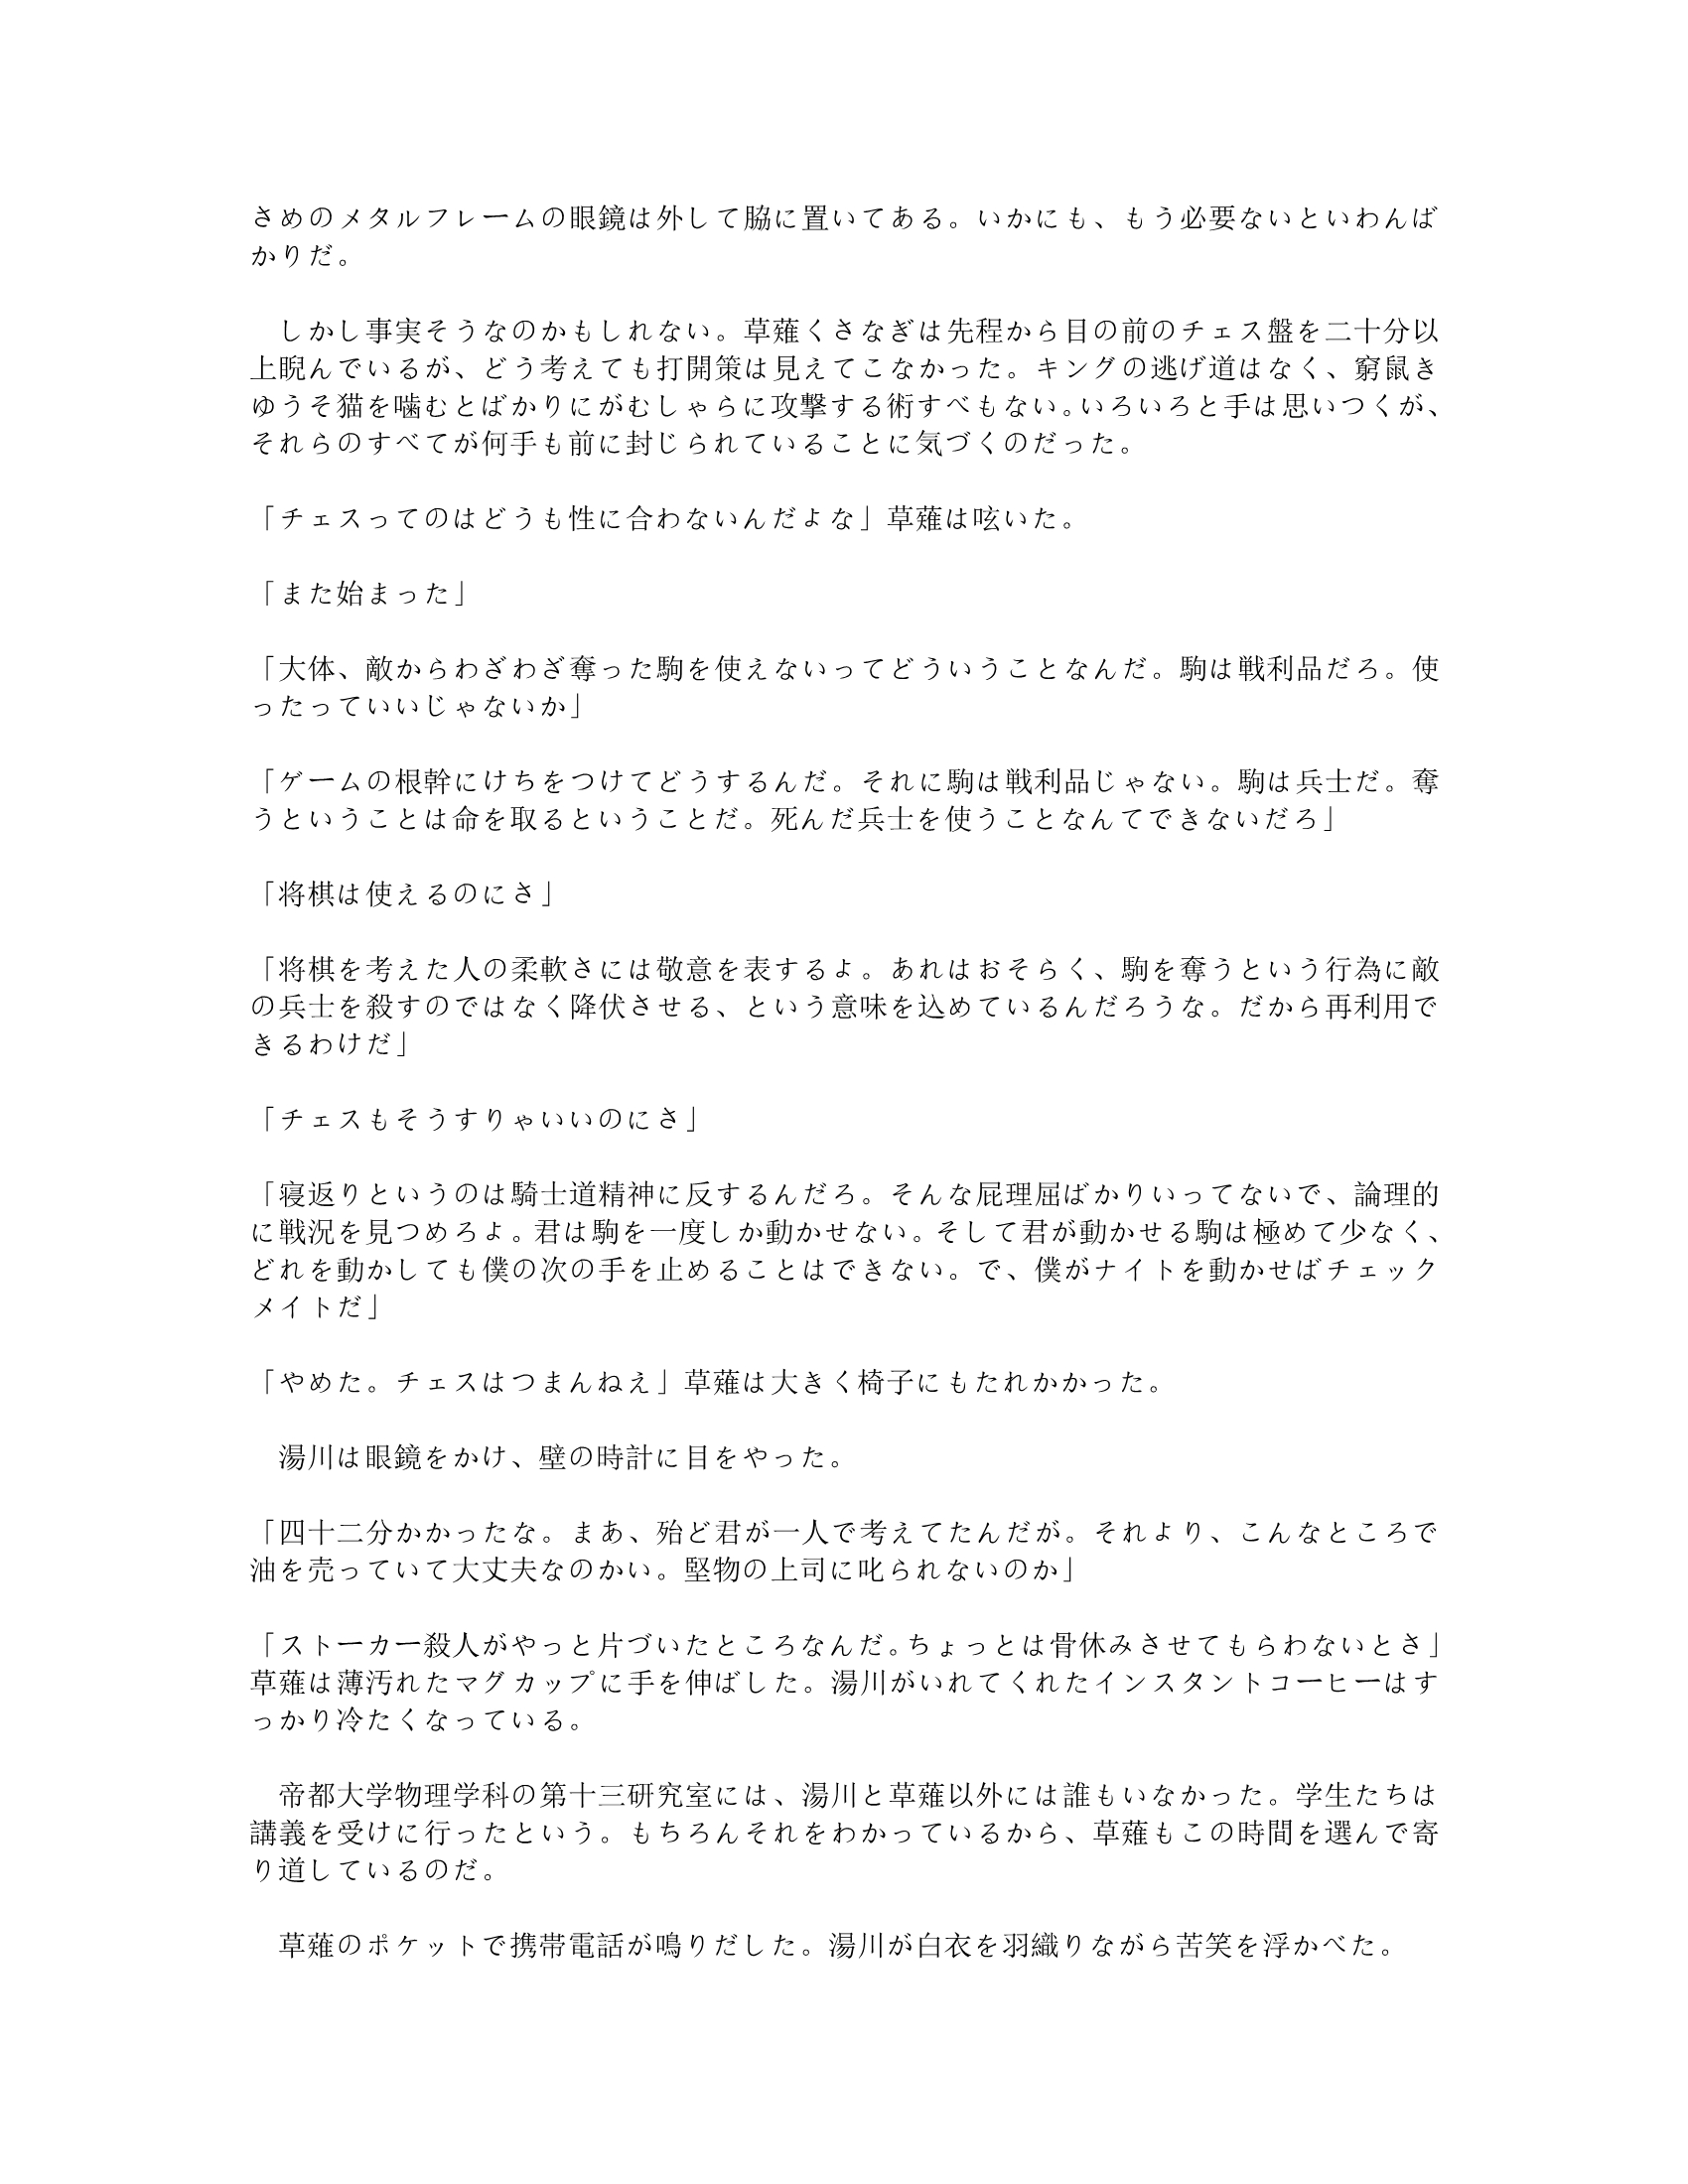 さめのメタルフレームの眼鏡は外して脇に置いてある。いかにも、もう必要ないといわんば
かりだ。
　しかし事実そうなのかもしれない。草薙くさなぎは先程から目の前のチェス盤を二十分以
上睨んでいるが、どう考えても打開策は見えてこなかった。キングの逃げ道はなく、窮鼠き
ゆうそ猫を噛むとばかりにがむしゃらに攻撃する術すべもない。いろいろと手は思いつくが、
それらのすべてが何手も前に封じられていることに気づくのだった。
「チェスってのはどうも性に合わないんだよな」草薙は呟いた。
「また始まった」
「大体、敵からわざわざ奪った駒を使えないってどういうことなんだ。駒は戦利品だろ。使
ったっていいじゃないか」
「ゲームの根幹にけちをつけてどうするんだ。それに駒は戦利品じゃない。駒は兵士だ。奪
うということは命を取るということだ。死んだ兵士を使うことなんてできないだろ」
「将棋は使えるのにさ」
「将棋を考えた人の柔軟さには敬意を表するよ。あれはおそらく、駒を奪うという行為に敵
の兵士を殺すのではなく降伏させる、という意味を込めているんだろうな。だから再利用で
きるわけだ」
「チェスもそうすりゃいいのにさ」
「寝返りというのは騎士道精神に反するんだろ。そんな屁理屈ばかりいってないで、論理的
に戦況を見つめろよ。君は駒を一度しか動かせない。そして君が動かせる駒は極めて少なく、
どれを動かしても僕の次の手を止めることはできない。で、僕がナイトを動かせばチェック
メイトだ」
「やめた。チェスはつまんねえ」草薙は大きく椅子にもたれかかった。
　湯川は眼鏡をかけ、壁の時計に目をやった。
「四十二分かかったな。まあ、殆ど君が一人で考えてたんだが。それより、こんなところで
油を売っていて大丈夫なのかい。堅物の上司に叱られないのか」
「ストーカー殺人がやっと片づいたところなんだ。ちょっとは骨休みさせてもらわないとさ」
草薙は薄汚れたマグカップに手を伸ばした。湯川がいれてくれたインスタントコーヒーはす
っかり冷たくなっている。
　帝都大学物理学科の第十三研究室には、湯川と草薙以外には誰もいなかった。学生たちは
講義を受けに行ったという。もちろんそれをわかっているから、草薙もこの時間を選んで寄
り道しているのだ。
　草薙のポケットで携帯電話が鳴りだした。湯川が白衣を羽織りながら苦笑を浮かべた。